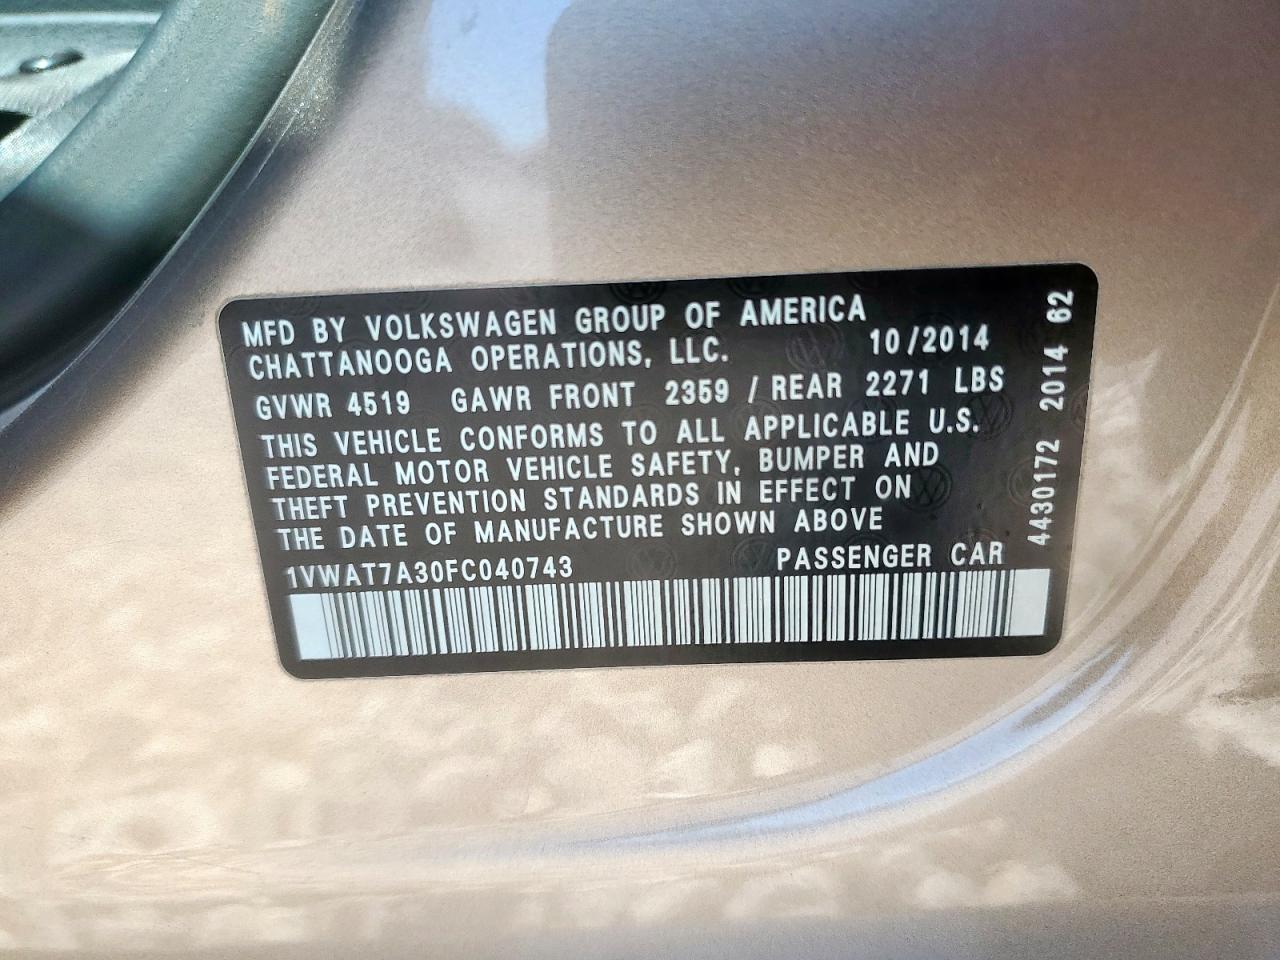 MFD BY VOLKSWAGEN GROUP OF AMERICA
CHATTANOOGA OPERATIONS, LLC. 10/2014
GVWR 4519 GAWR FRONT 2359 / REAR 2271 LBS
THIS VEHICLE CONFORMS TO ALL APPLICABLE U.S.
FEDERAL MOTOR VEHICLE SAFETY, BUMPER AND
THEFT PREVENTION STANDARDS IN EFFECT ON
THE DATE OF MANUFACTURE SHOWN ABOVE
1VWAT7A30FC040743 PASSENGER CAR
4430172 2014 62